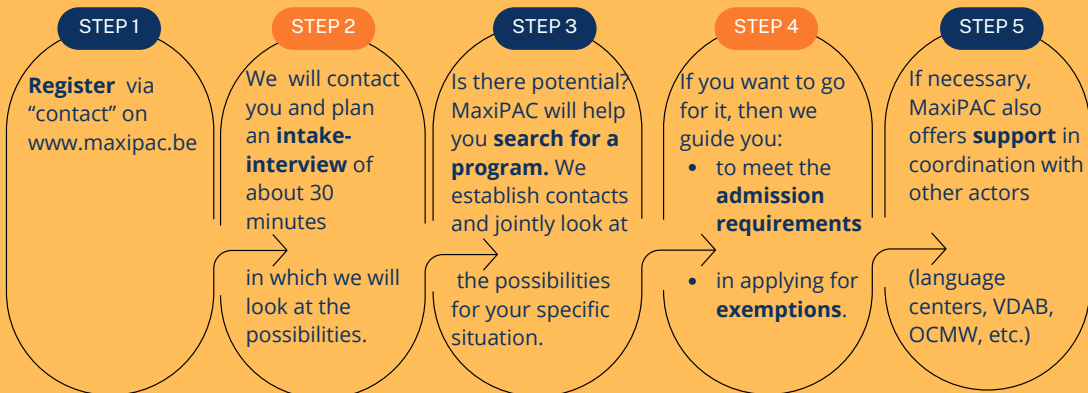 STEP 1
Register via
“contact” on
www.maxipac.be
STEP 2
We will contact
you and plan
an intake-
interview of
about 30
minutes
in which we will
look at the
possibilities.
STEP 3
Is there potential?
MaxiPAC will help
you search for a
program. We
establish contacts
and jointly look at
the possibilities
for your specific
situation.
STEP 4
If you want to go
for it, then we
guide you:
• to meet the
admission
requirements
• in applying for
exemptions.
STEP 5
If necessary,
MaxiPAC also
offers support in
coordination with
other actors
(language
centers, VDAB,
OCMW, etc.)